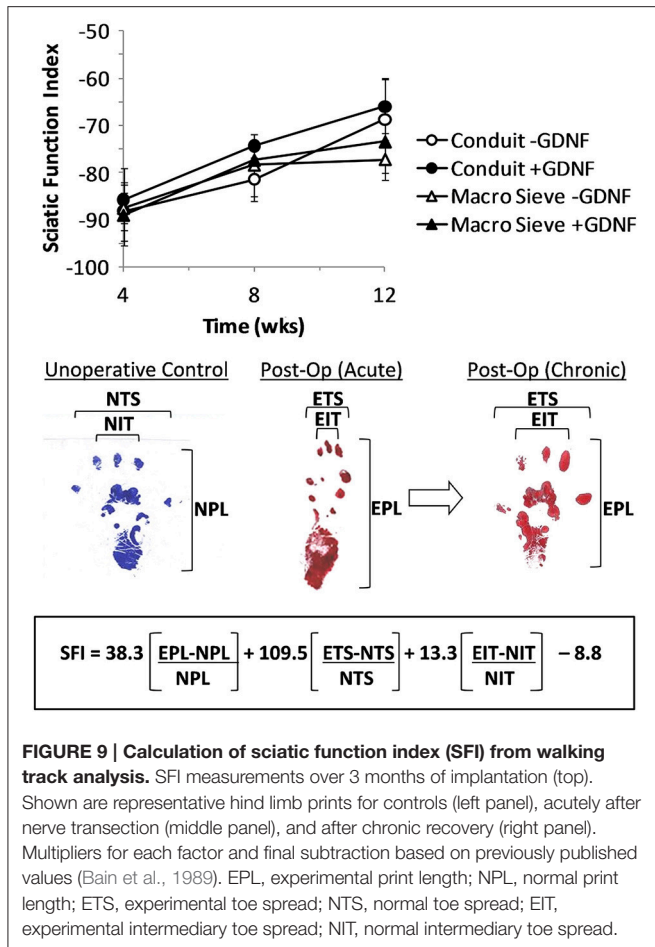 -50
-60
-70
-80
-90
-100
Sciatic Function Index
4 8 12
Time (wks)
Conduit -GDNF
Conduit +GDNF
Macro Sieve -GDNF
Macro Sieve +GDNF
Unoperative Control Post-Op (Acute) Post-Op (Chronic)
NTS ETS ETS
NIT EIT EIT
NPL EPL EPL
SFI = 38.3 [EPL-NPL / NPL] + 109.5 [ETS-NTS / NTS] + 13.3 [EIT-NIT / NIT] – 8.8
FIGURE 9 | Calculation of sciatic function index (SFI) from walking
track analysis. SFI measurements over 3 months of implantation (top).
Shown are representative hind limb prints for controls (left panel), acutely after
nerve transection (middle panel), and after chronic recovery (right panel).
Multipliers for each factor and final subtraction based on previously published
values (Bain et al., 1989). EPL, experimental print length; NPL, normal print
length; ETS, experimental toe spread; NTS, normal toe spread; EIT,
experimental intermediary toe spread; NIT, normal intermediary toe spread.